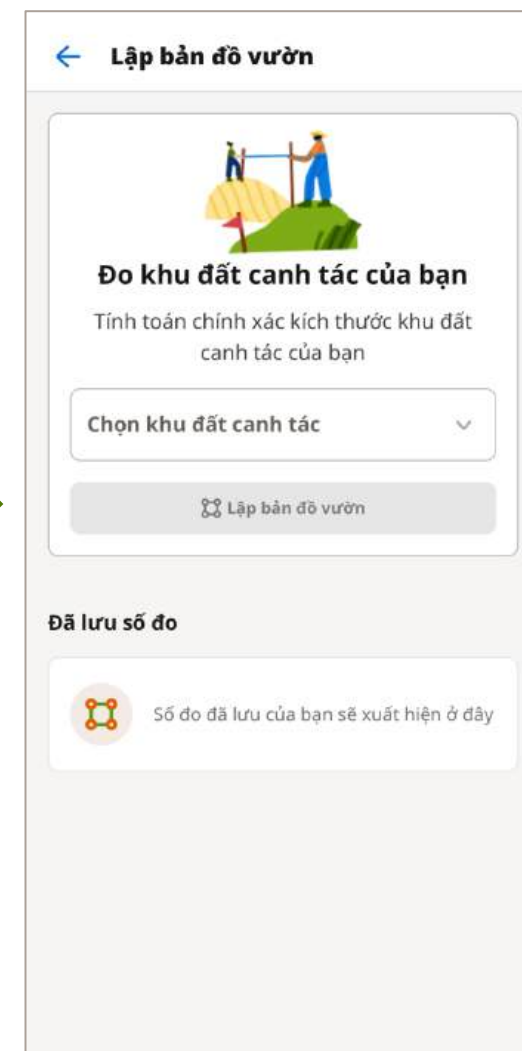 Lập bản đồ vườn
Đo khu đất canh tác của bạn
Tính toán chính xác kích thước khu đất
canh tác của bạn
Chọn khu đất canh tác
Lập bản đồ vườn
Đã lưu số đo
Số đo đã lưu của bạn sẽ xuất hiện ở đây